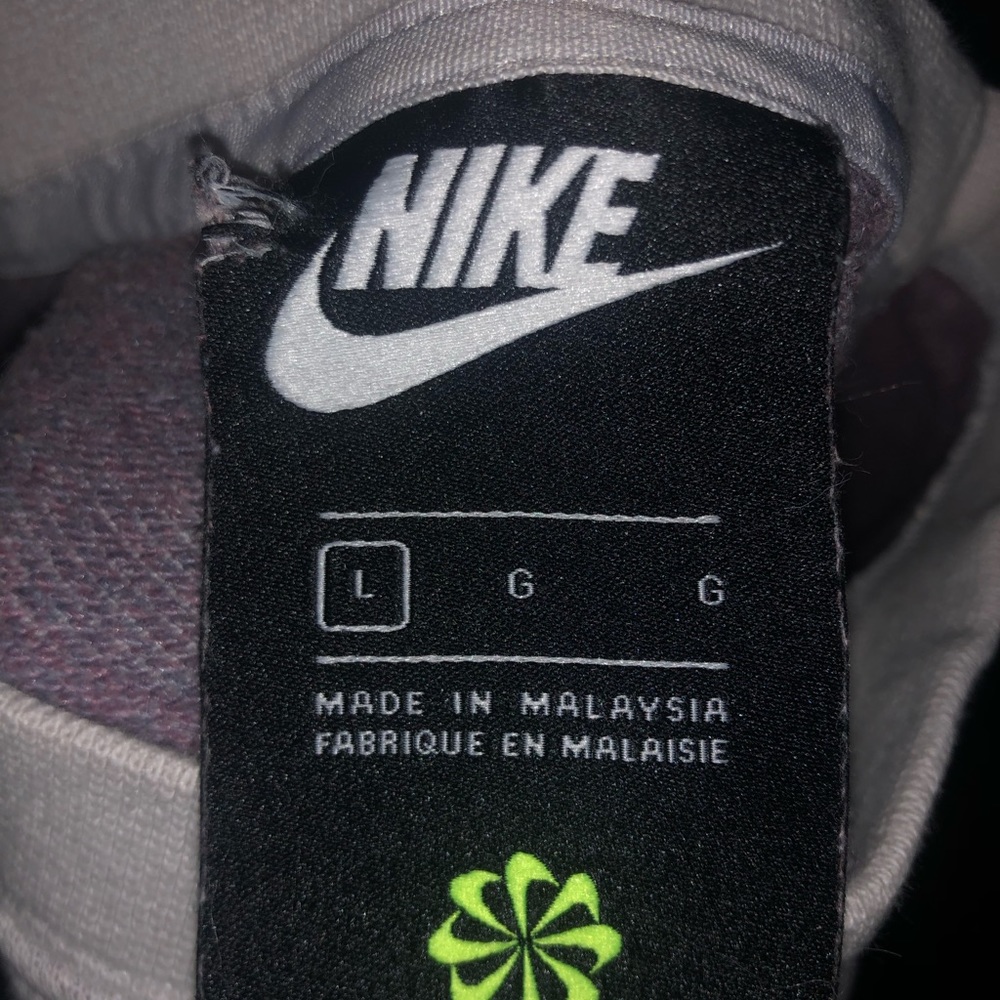 NIKE
L G G
MADE IN MALAYSIA
FABRIQUE EN MALAISIE